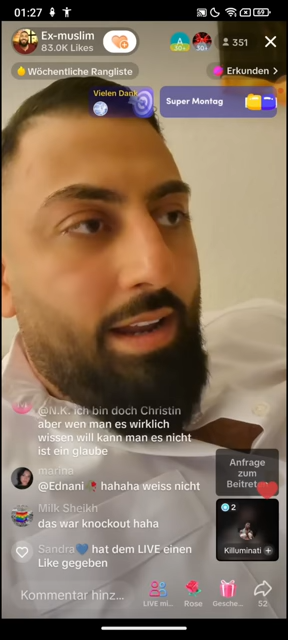 01:27
69
Ex-muslim
83.0K Likes
30+
30+
351
Wöchentliche Rangliste
Erkunden >
Vielen Dank
Super Montag
@N.K. ich bin doch Christin
aber wen man es wirklich
wissen will kann man es nicht
ist ein glaube
marina
@Ednani🥀 hahaha weiss nicht
Anfrage
zum
Milk Sheikh
das war knockout haha
2
Killuminati +
Sandra💙 hat dem LIVE einen
Like gegeben
Kommentar hinz...
LIVE mi...
Rose
Gesche...
52